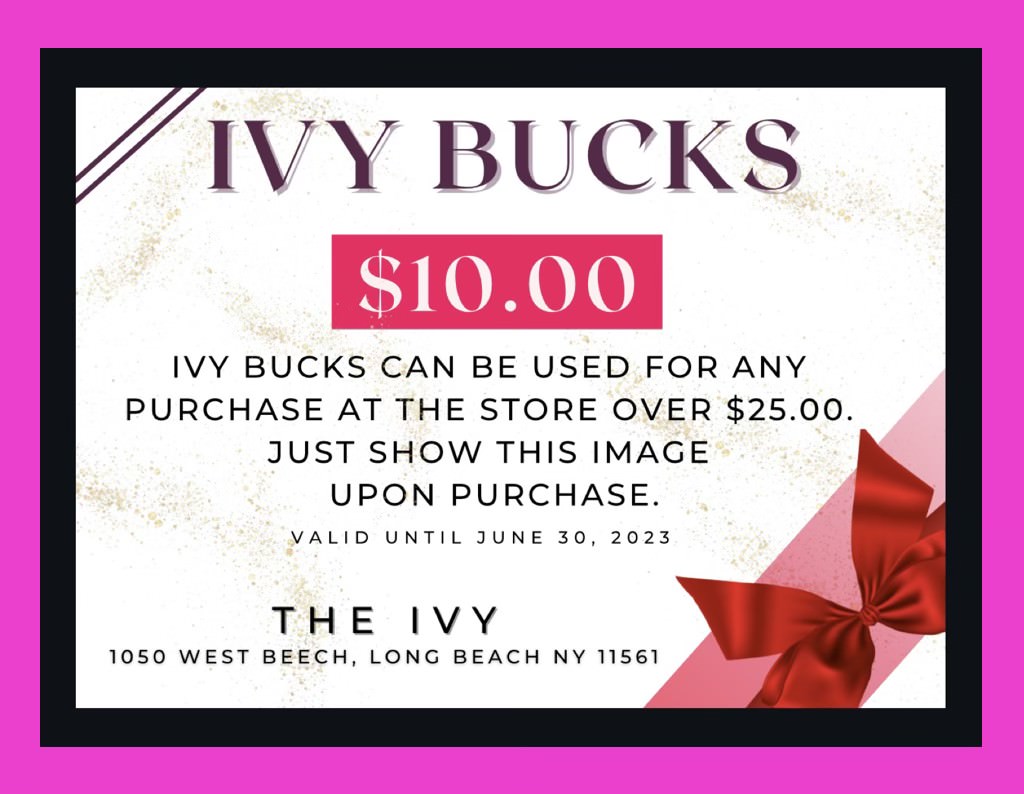 IVY BUCKS
$10.00
IVY BUCKS CAN BE USED FOR ANY
PURCHASE AT THE STORE OVER $25.00.
JUST SHOW THIS IMAGE
UPON PURCHASE.
VALID UNTIL JUNE 30, 2023
THE IVY
1050 WEST BEECH, LONG BEACH NY 11561